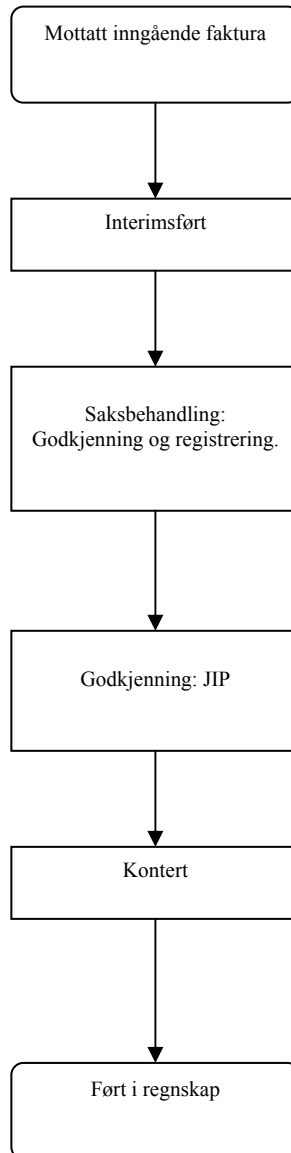 Mottatt inngående faktura
Interimsført
Saksbehandling:
Godkjenning og registrering.
Godkjenning: JIP
Kontert
Ført i regnskap